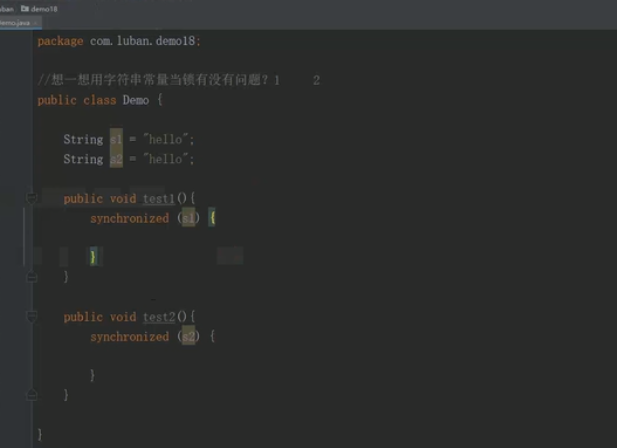 luban demo18
Demo.java
package com.luban.demo18;
//想一想用字符串常量当锁有没有问题？1 2
public class Demo {
String s1 = "hello";
String s2 = "hello";
public void test1(){
synchronized (s1) {
}
}
public void test2(){
synchronized (s2) {
}
}
}